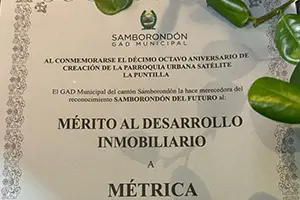 SAMBORONDÓN
GAD MUNICIPAL
AL CONMEMORARSE EL DÉCIMO OCTAVO ANIVERSARIO DE
CREACIÓN DE LA PARROQUIA URBANA SATÉLITE
LA PUNTILLA
El GAD Municipal del cantón Samborondón la hace merecedora del
reconocimiento SAMBORONDÓN DEL FUTURO al:
MÉRITO AL DESARROLLO
INMOBILIARIO
A
MÉTRICA